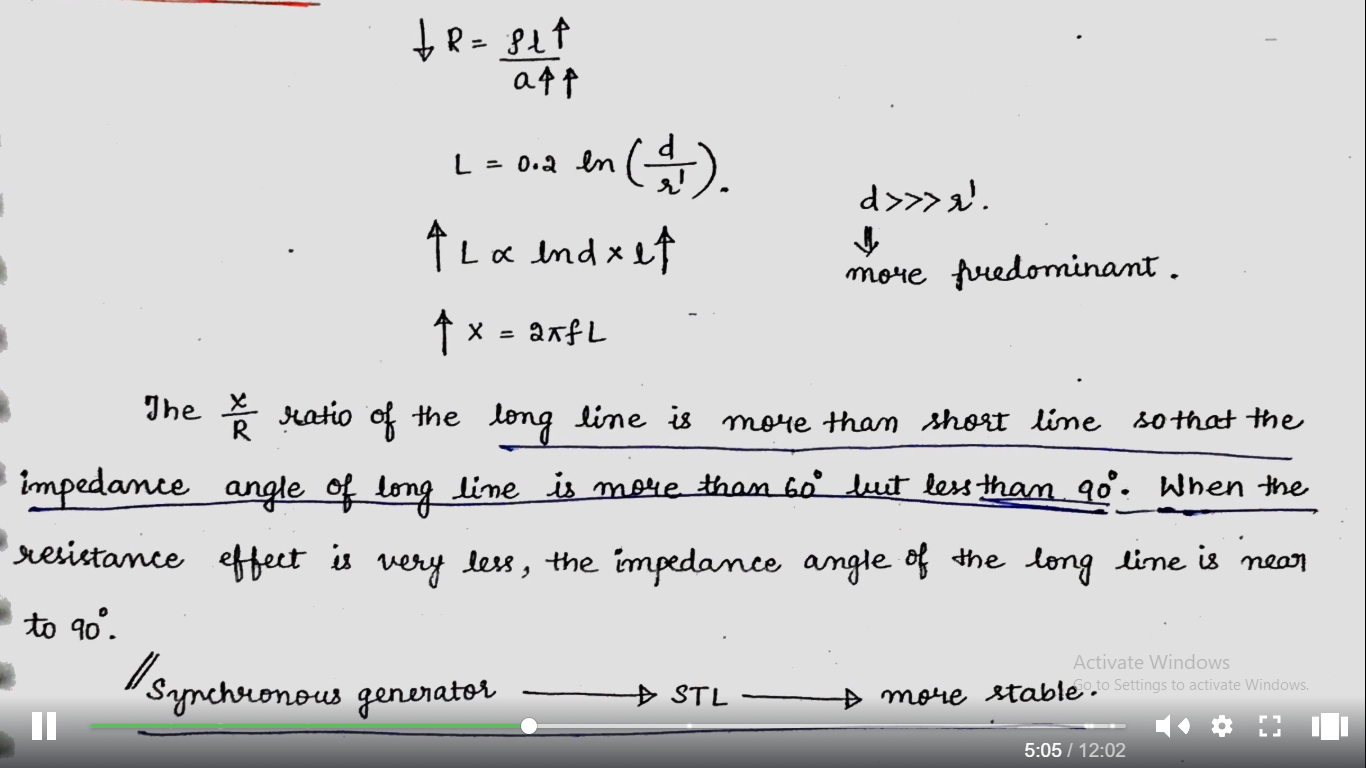 ↓ R = ρl↑ / a↑↑
L = 0.2 ln (d/r').
d>>> r'.
⇓
↑ L ∝ ln d × l↑
more predominant.
↑ X = 2πfL
The X/R ratio of the long line is more than short line so that the
impedance angle of long line is more than 60° but less than 90°. When the
resistance effect is very less, the impedance angle of the long line is near
to 90°.
Activate Windows
Go to Settings to activate Windows.
// Synchronous generator → STL → more stable.
5:05 / 12:02